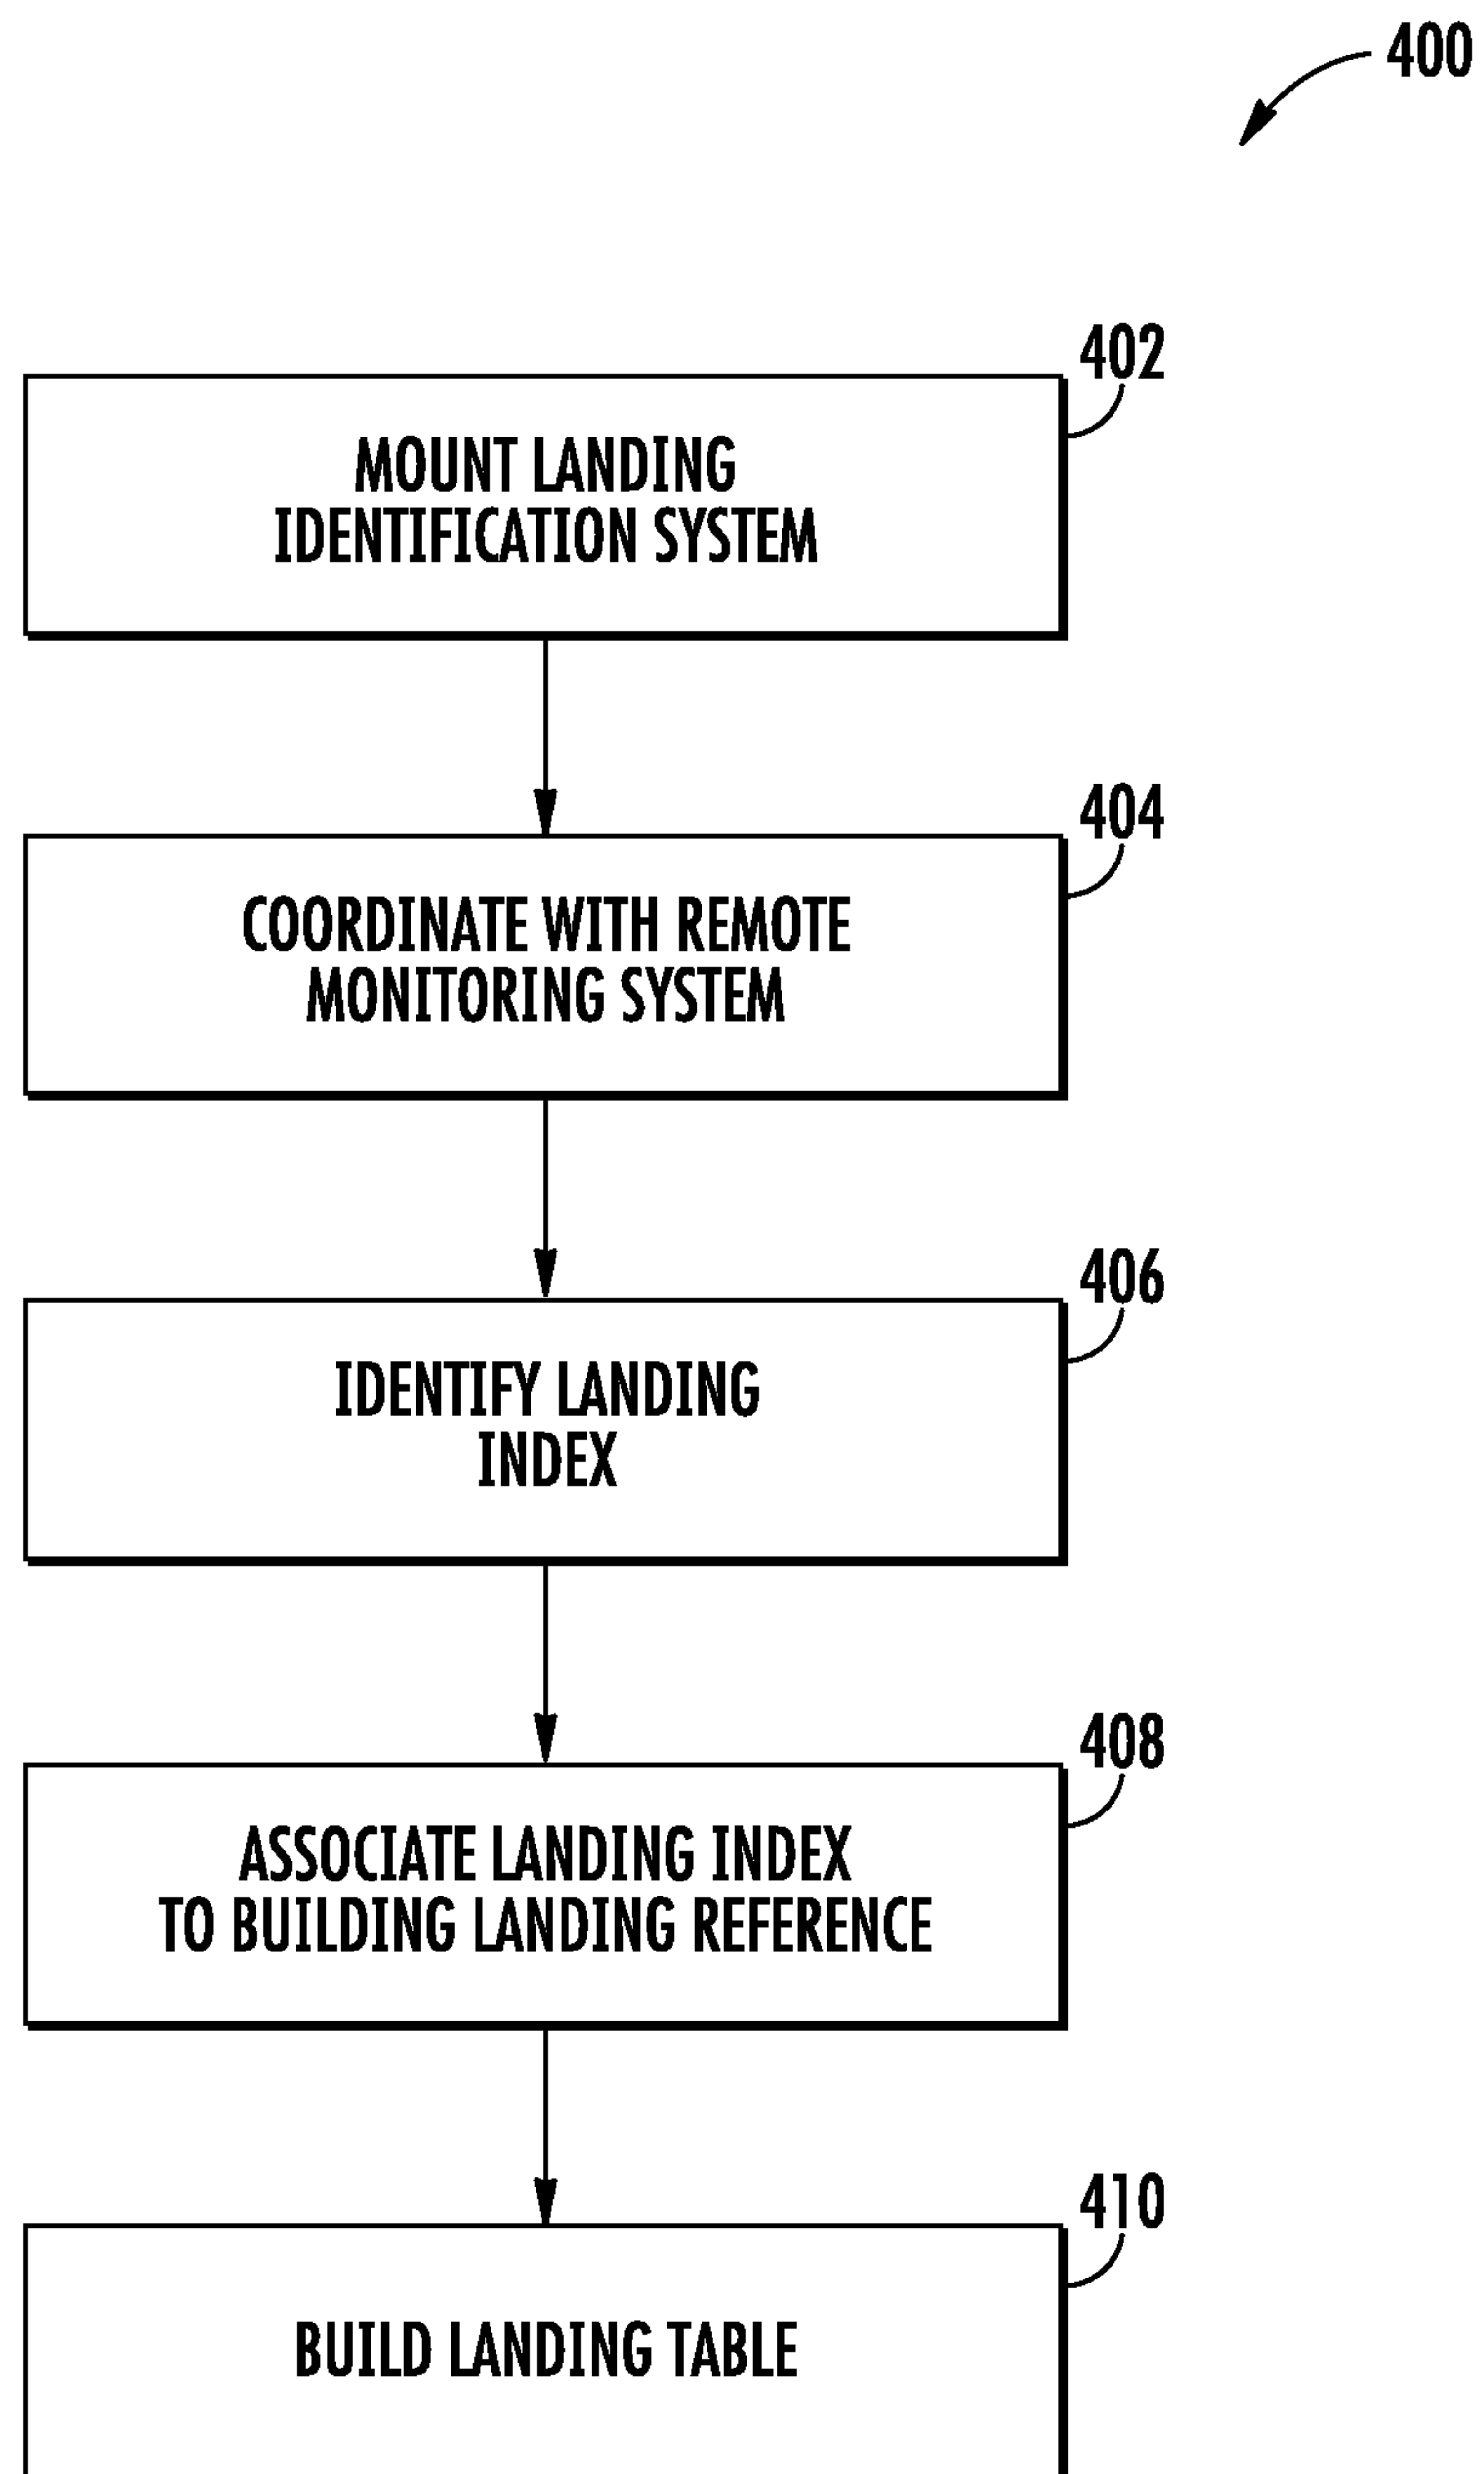 400
402
MOUNT LANDING
IDENTIFICATION SYSTEM
404
COORDINATE WITH REMOTE
MONITORING SYSTEM
406
IDENTIFY LANDING
INDEX
408
ASSOCIATE LANDING INDEX
TO BUILDING LANDING REFERENCE
410
BUILD LANDING TABLE